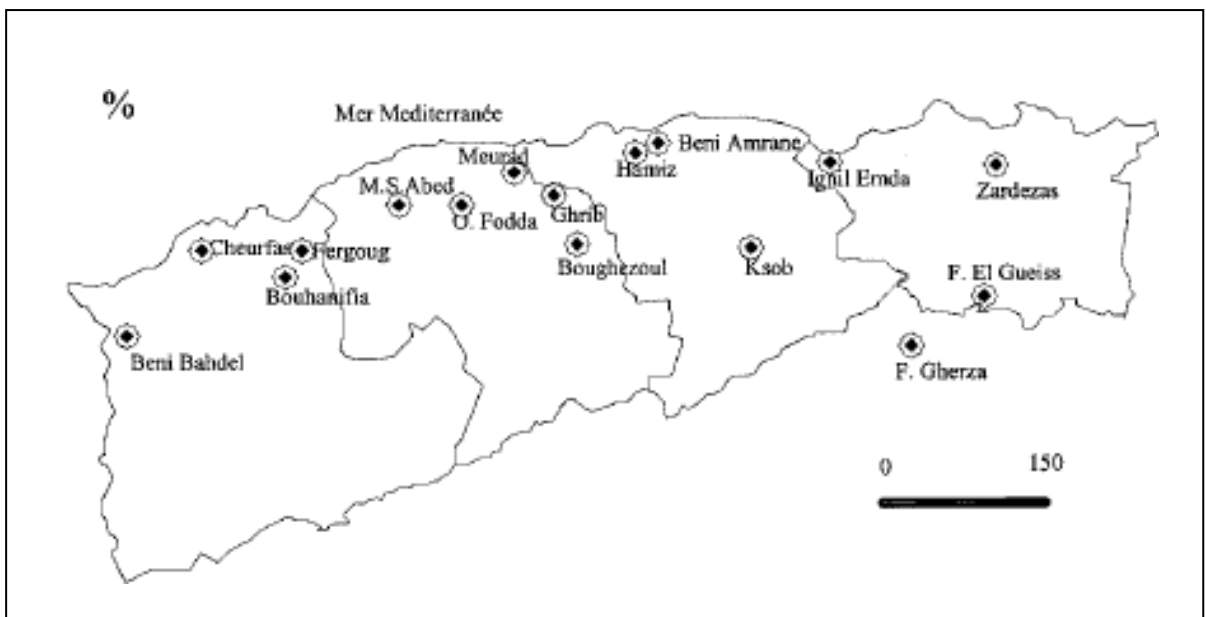 %
Mer Mediterranée
Meurad
Hamiz
Beni Amrane
Ighil Emda
Zardezas
M.S.Abed
O. Fodda
Ghrib
Cheurfas
Fergoug
Boughezoul
Ksob
F. El Gueiss
Bouhanifia
Beni Bahdel
F. Gherza
0 150